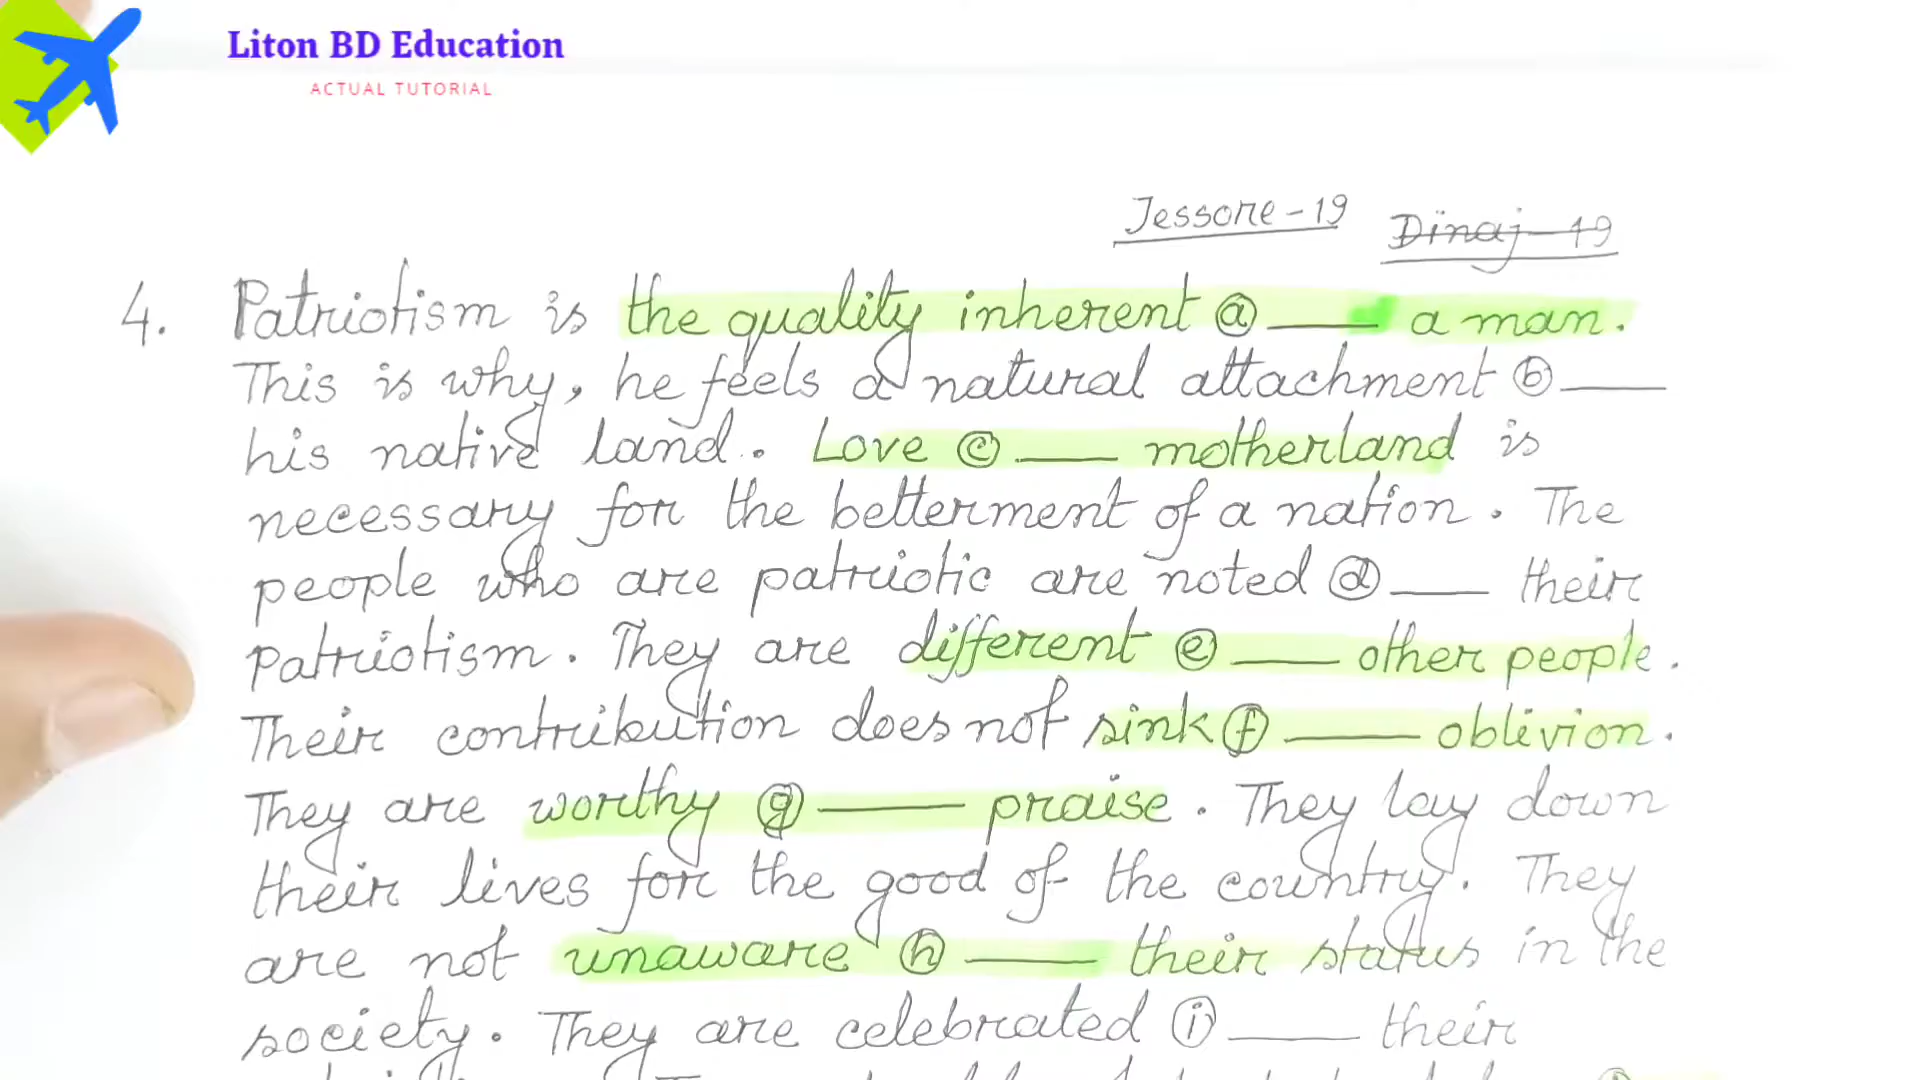 Liton BD Education
ACTUAL TUTORIAL
Jessore-19 Dinaj-19
4. Patriotism is the quality inherent ⓐ ___ a man.
This is why, he feels a natural attachment ⓑ ___
his native land. Love ⓒ ___ motherland is
necessary for the betterment of a nation. The
people who are patriotic are noted ⓓ ___ their
patriotism. They are different ⓔ ___ other people.
Their contribution does not sink ⓕ ___ oblivion.
They are worthy ⓖ ___ praise. They lay down
their lives for the good of the country. They
are not unaware ⓗ ___ their status in the
society. They are celebrated ⓘ ___ their